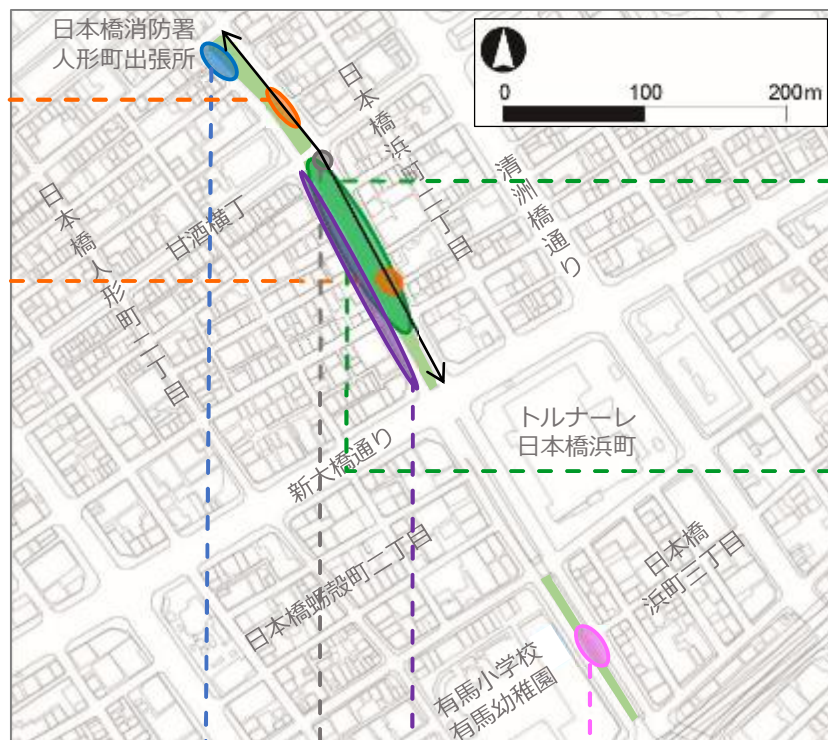 日本橋消防署
人形町出張所
0 100 200m
日本橋浜町二丁目
清洲橋通り
日本橋人形町二丁目
甘酒横丁
トルナーレ
日本橋浜町
新大橋通り
日本橋蛎殻町二丁目
日本橋
浜町三丁目
有馬小学校
有馬幼稚園